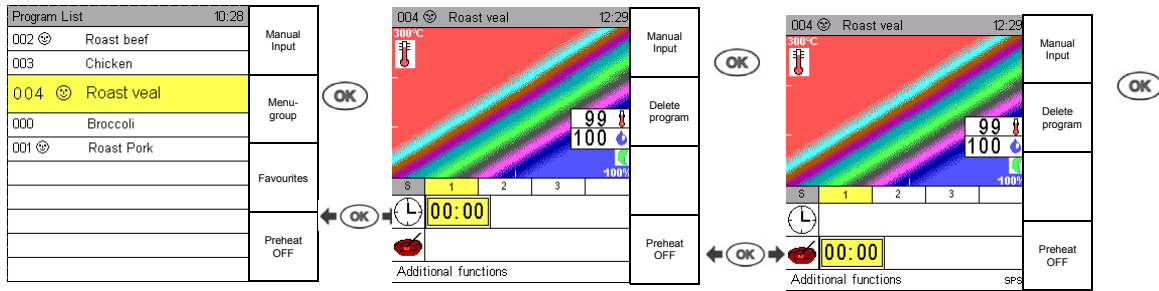 Program List 10:28
002 Roast beef
003 Chicken
004 Roast veal
000 Broccoli
001 Roast Pork
Manual
Input
Menu-
group
Favourites
Preheat
OFF
OK
OK
004 Roast veal 12:29
300°C
99
100
100%
S 1 2 3
00:00
Additional functions
Manual
Input
Delete
program
Preheat
OFF
OK
OK
004 Roast veal 12:29
300°C
99
100
100%
S 1 2 3
00:00
Additional functions SPS
Manual
Input
Delete
program
Preheat
OFF
OK